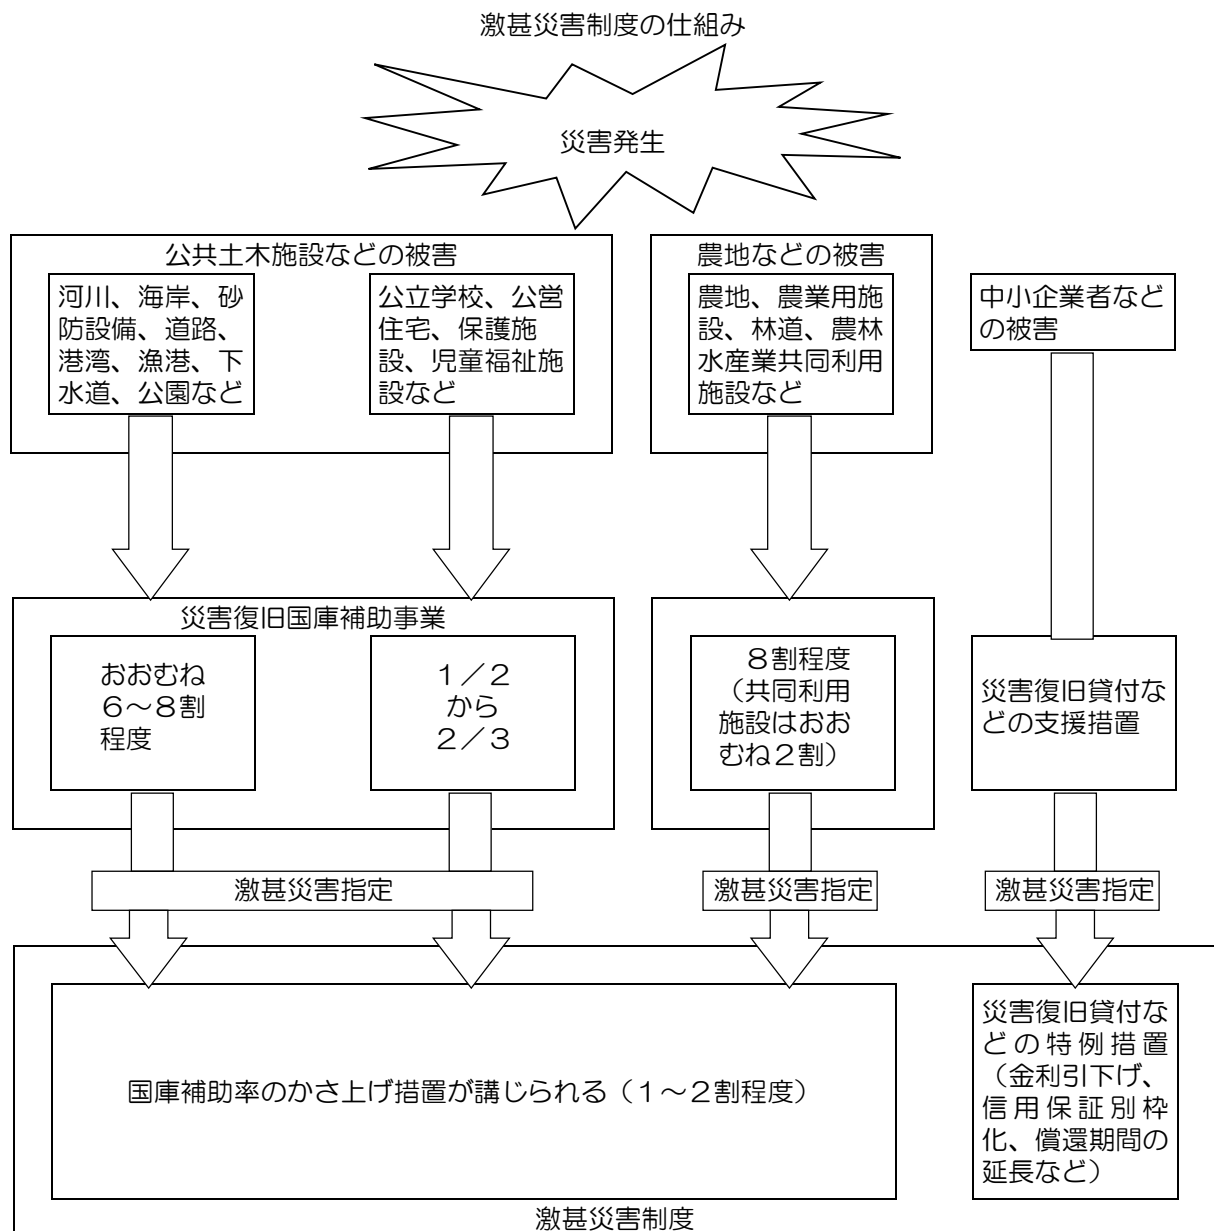 激甚災害制度の仕組み
災害発生
公共土木施設などの被害
河川、海岸、砂
防設備、道路、
港湾、漁港、下
水道、公園など
公立学校、公営
住宅、保護施
設、児童福祉施
設など
農地などの被害
農地、農業用施
設、林道、農林
水産業共同利用
施設など
中小企業者など
の被害
災害復旧国庫補助事業
おおむね
6~8割
程度
1/2
から
2/3
8割程度
(共同利用
施設はおお
むね2割)
災害復旧貸付な
どの支援措置
激甚災害指定
激甚災害指定
激甚災害指定
国庫補助率のかさ上げ措置が講じられる(1~2割程度)
災害復旧貸付な
どの特例措置
(金利引下げ、
信用保証別枠
化、償還期間の
延長など)
激甚災害制度